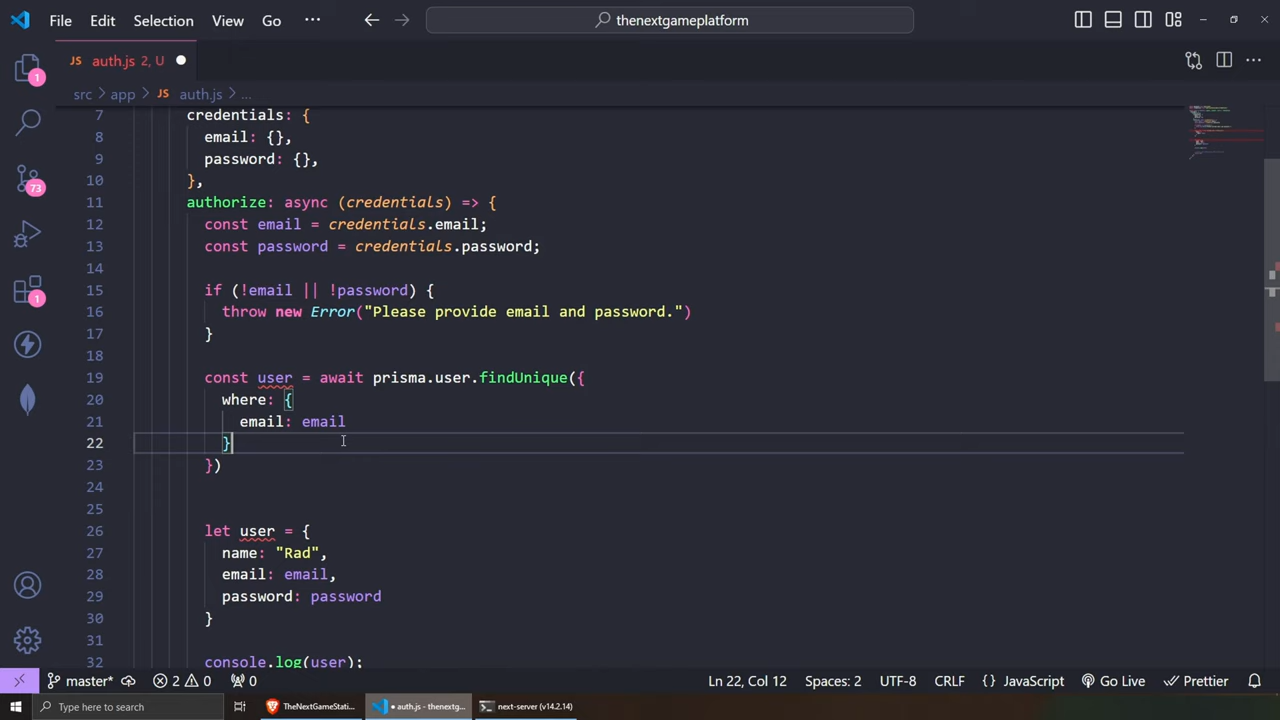 File Edit Selection View Go ··· thenextgameplatform
JS auth.js 2, U
src > app > JS auth.js > ...
7 credentials: {
8 email: {},
9 password: {},
10 },
11 authorize: async (credentials) => {
12 const email = credentials.email;
13 const password = credentials.password;
14
15 if (!email || !password) {
16 throw new Error("Please provide email and password.")
17 }
18
19 const user = await prisma.user.findUnique({
20 where: {
21 email: email
22 }
23 })
24
25
26 let user = {
27 name: "Rad",
28 email: email,
29 password: password
30 }
31
32 console.log(user);
1
73
1
master* 2 0 0 Ln 22, Col 12 Spaces: 2 UTF-8 CRLF {} JavaScript Go Live Prettier
Type here to search TheNextGameStati... auth.js - thenextg... next-server (v14.2.14)